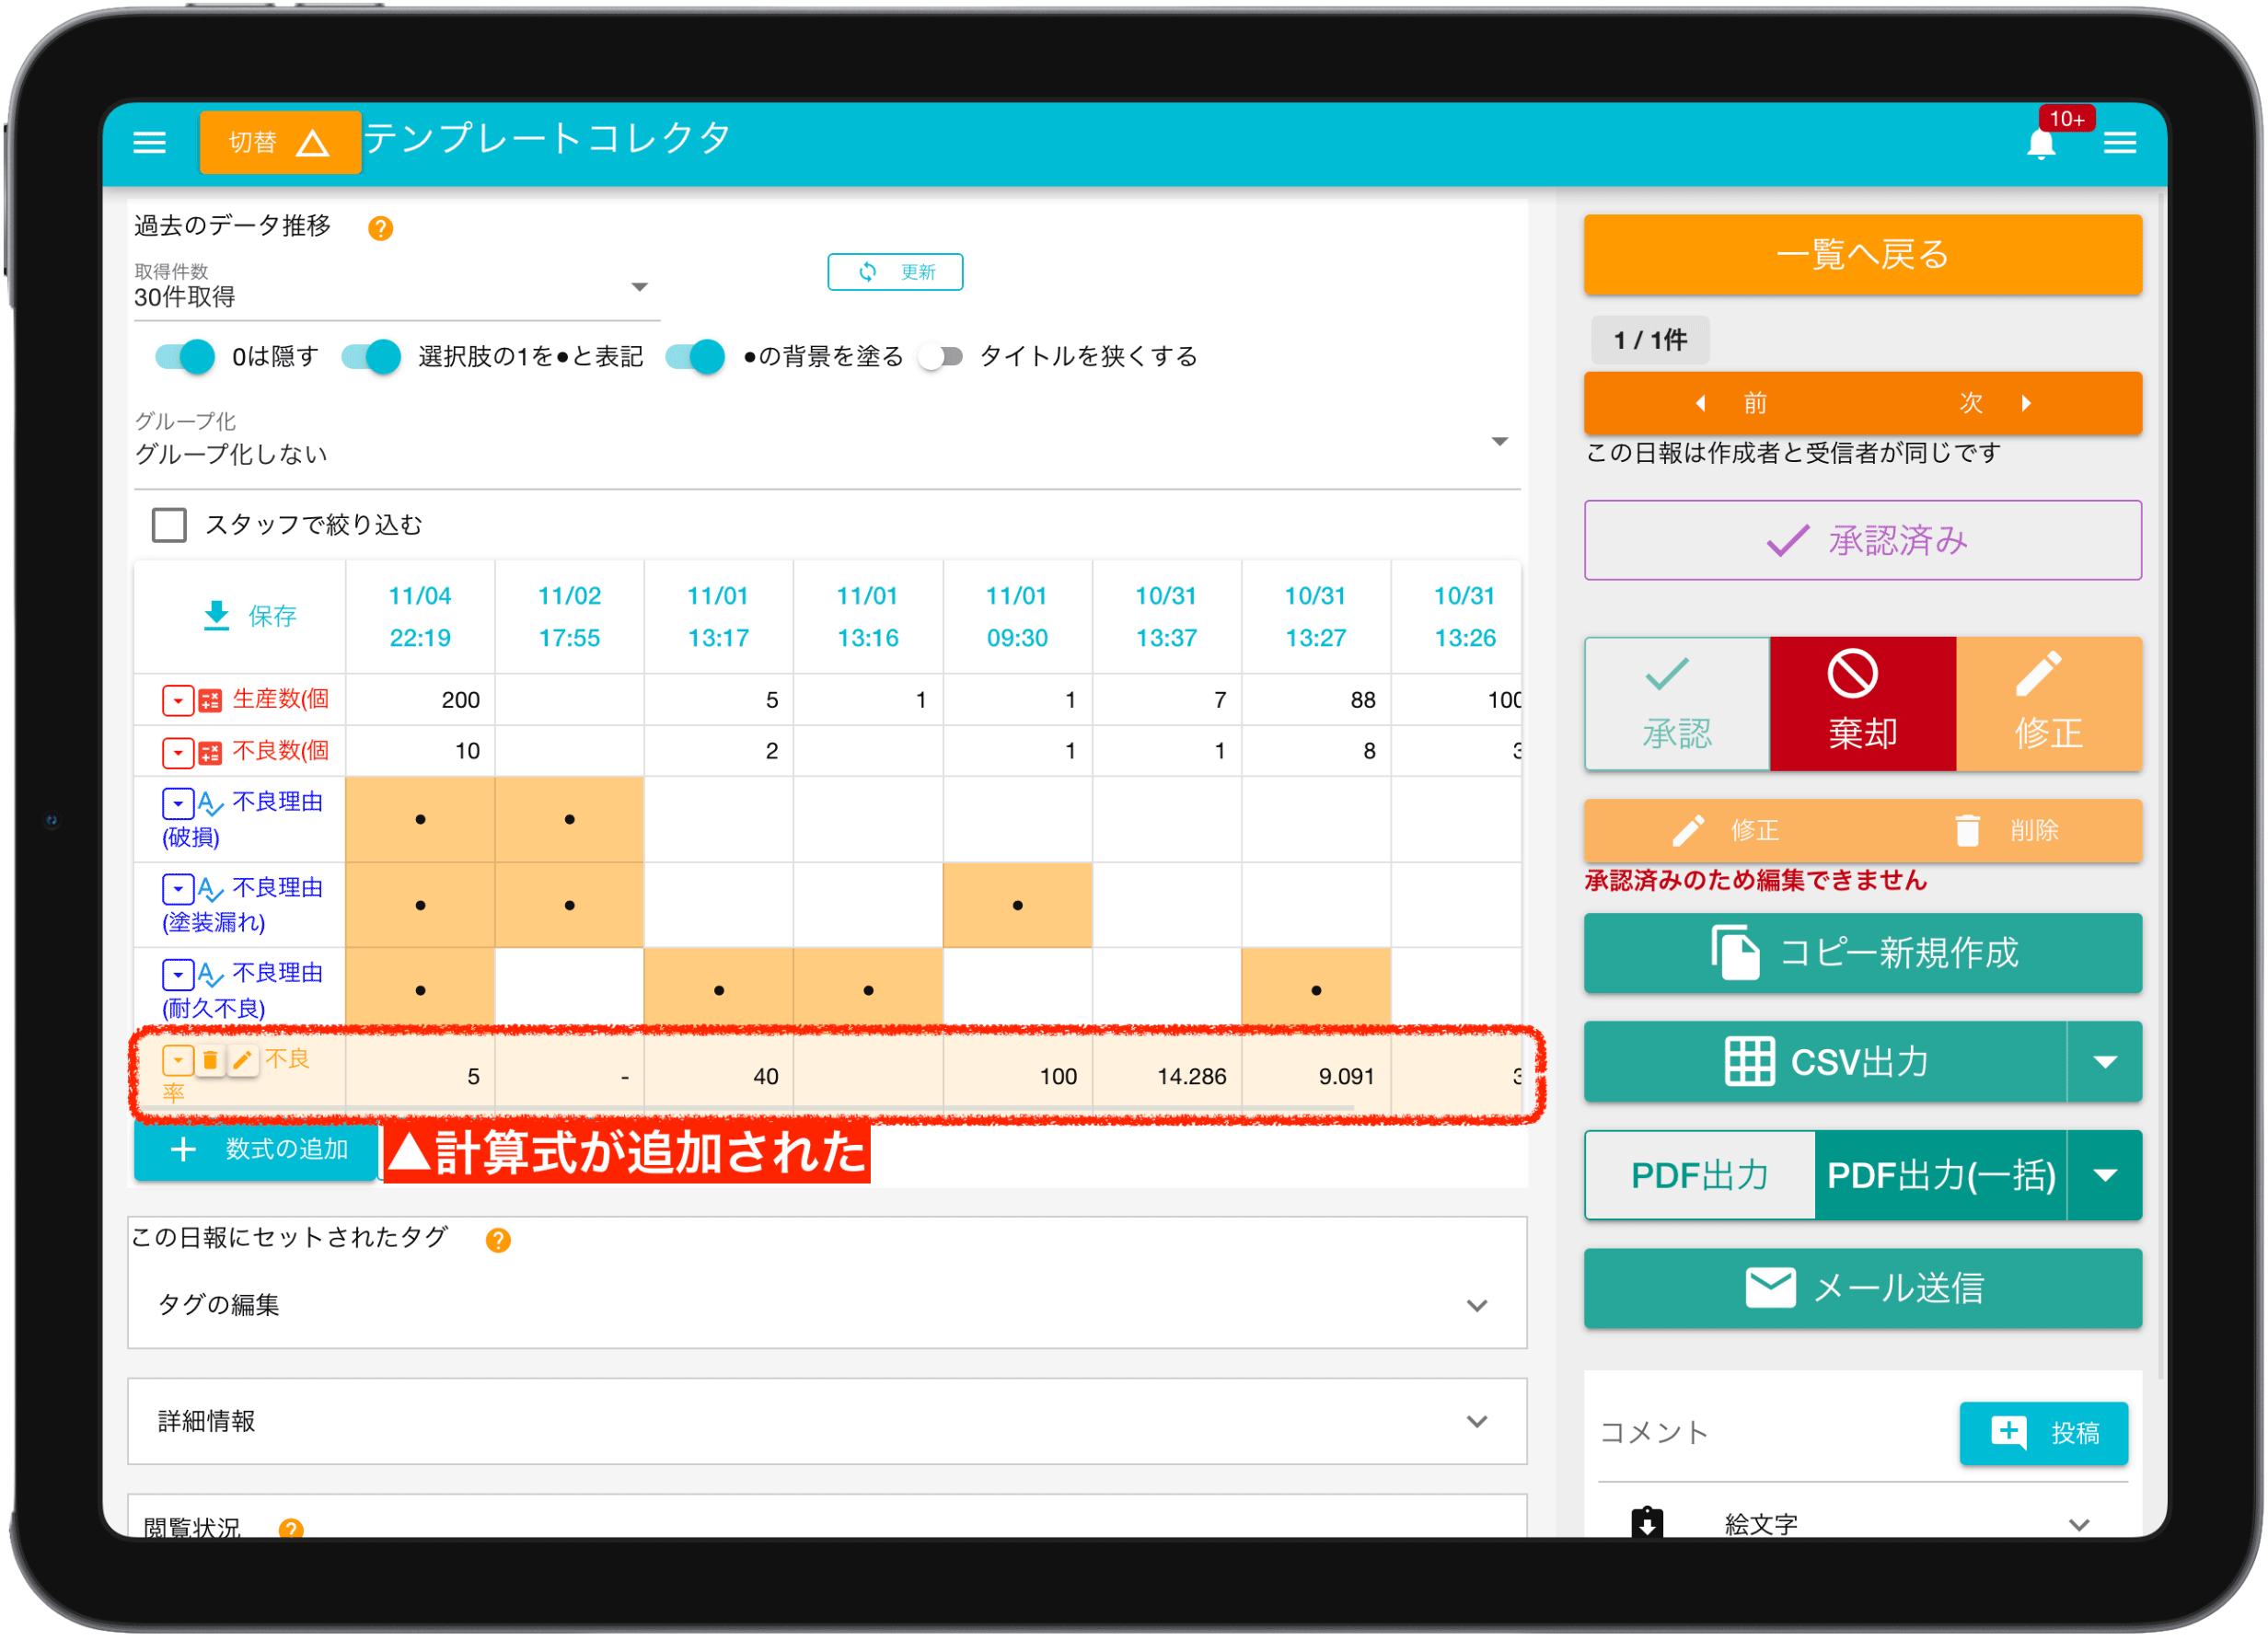 切替 テンプレートコレクタ
10+
過去のデータ推移 ?
取得件数
30件取得
更新
0は隠す 選択肢の1を●と表記 ●の背景を塗る タイトルを狭くする
グループ化
グループ化しない
スタッフで絞り込む
保存 11/04 22:19 11/02 17:55 11/01 13:17 11/01 13:16 11/01 09:30 10/31 13:37 10/31 13:27 10/31 13:26
生産数(個 200 5 1 1 7 88 100
不良数(個 10 2 1 1 8 3
不良理由
(破損) ● ●
不良理由
(塗装漏れ) ● ● ●
不良理由
(耐久不良) ● ● ● ●
不良
率 5 - 40 100 14.286 9.091 3
+ 数式の追加
▲計算式が追加された
この日報にセットされたタグ ?
タグの編集
詳細情報
閲覧状況 ?
一覧へ戻る
1 / 1件
前 次
この日報は作成者と受信者が同じです
承認済み
承認 棄却 修正
修正 削除
承認済みのため編集できません
コピー新規作成
CSV出力
PDF出力 PDF出力(一括)
メール送信
コメント 投稿
絵文字